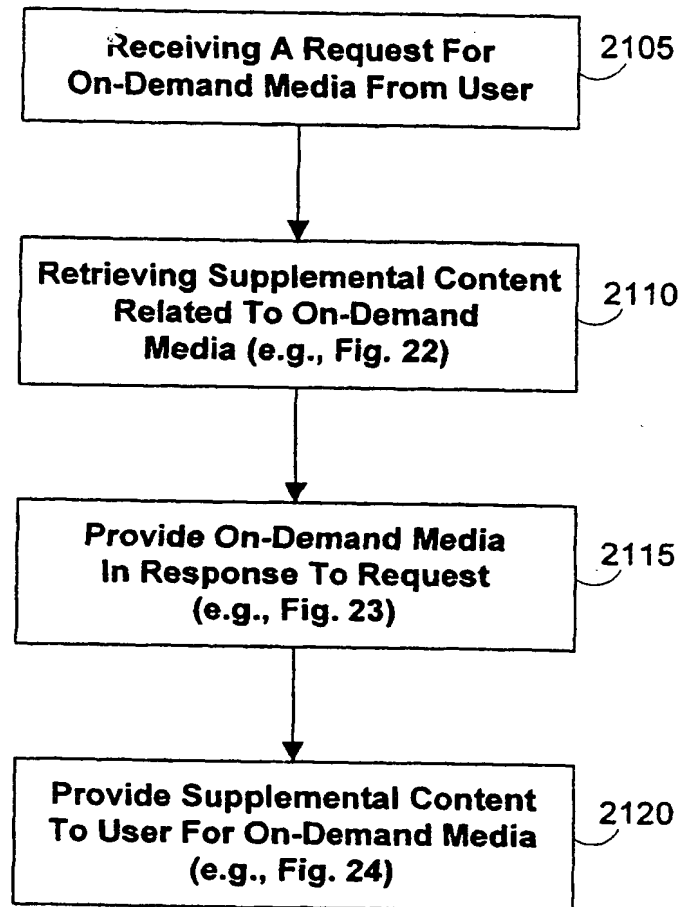 Receiving A Request For
On-Demand Media From User
2105
Retrieving Supplemental Content
Related To On-Demand
Media (e.g., Fig. 22)
2110
Provide On-Demand Media
In Response To Request
(e.g., Fig. 23)
2115
Provide Supplemental Content
To User For On-Demand Media
(e.g., Fig. 24)
2120